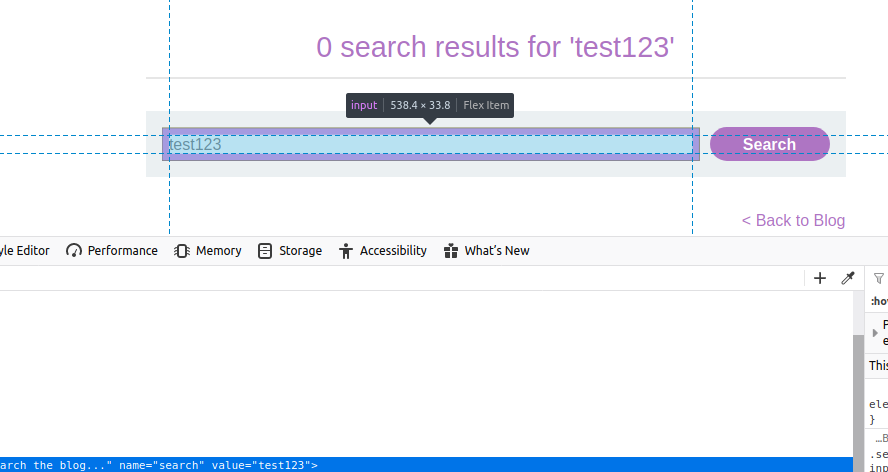 0 search results for 'test123'
input 538.4 × 33.8 Flex Item
test123 Search
< Back to Blog
yle Editor Performance Memory Storage Accessibility What's New
:hov
This
ele
}
...B
.se
arch the blog..." name="search" value="test123">
inp